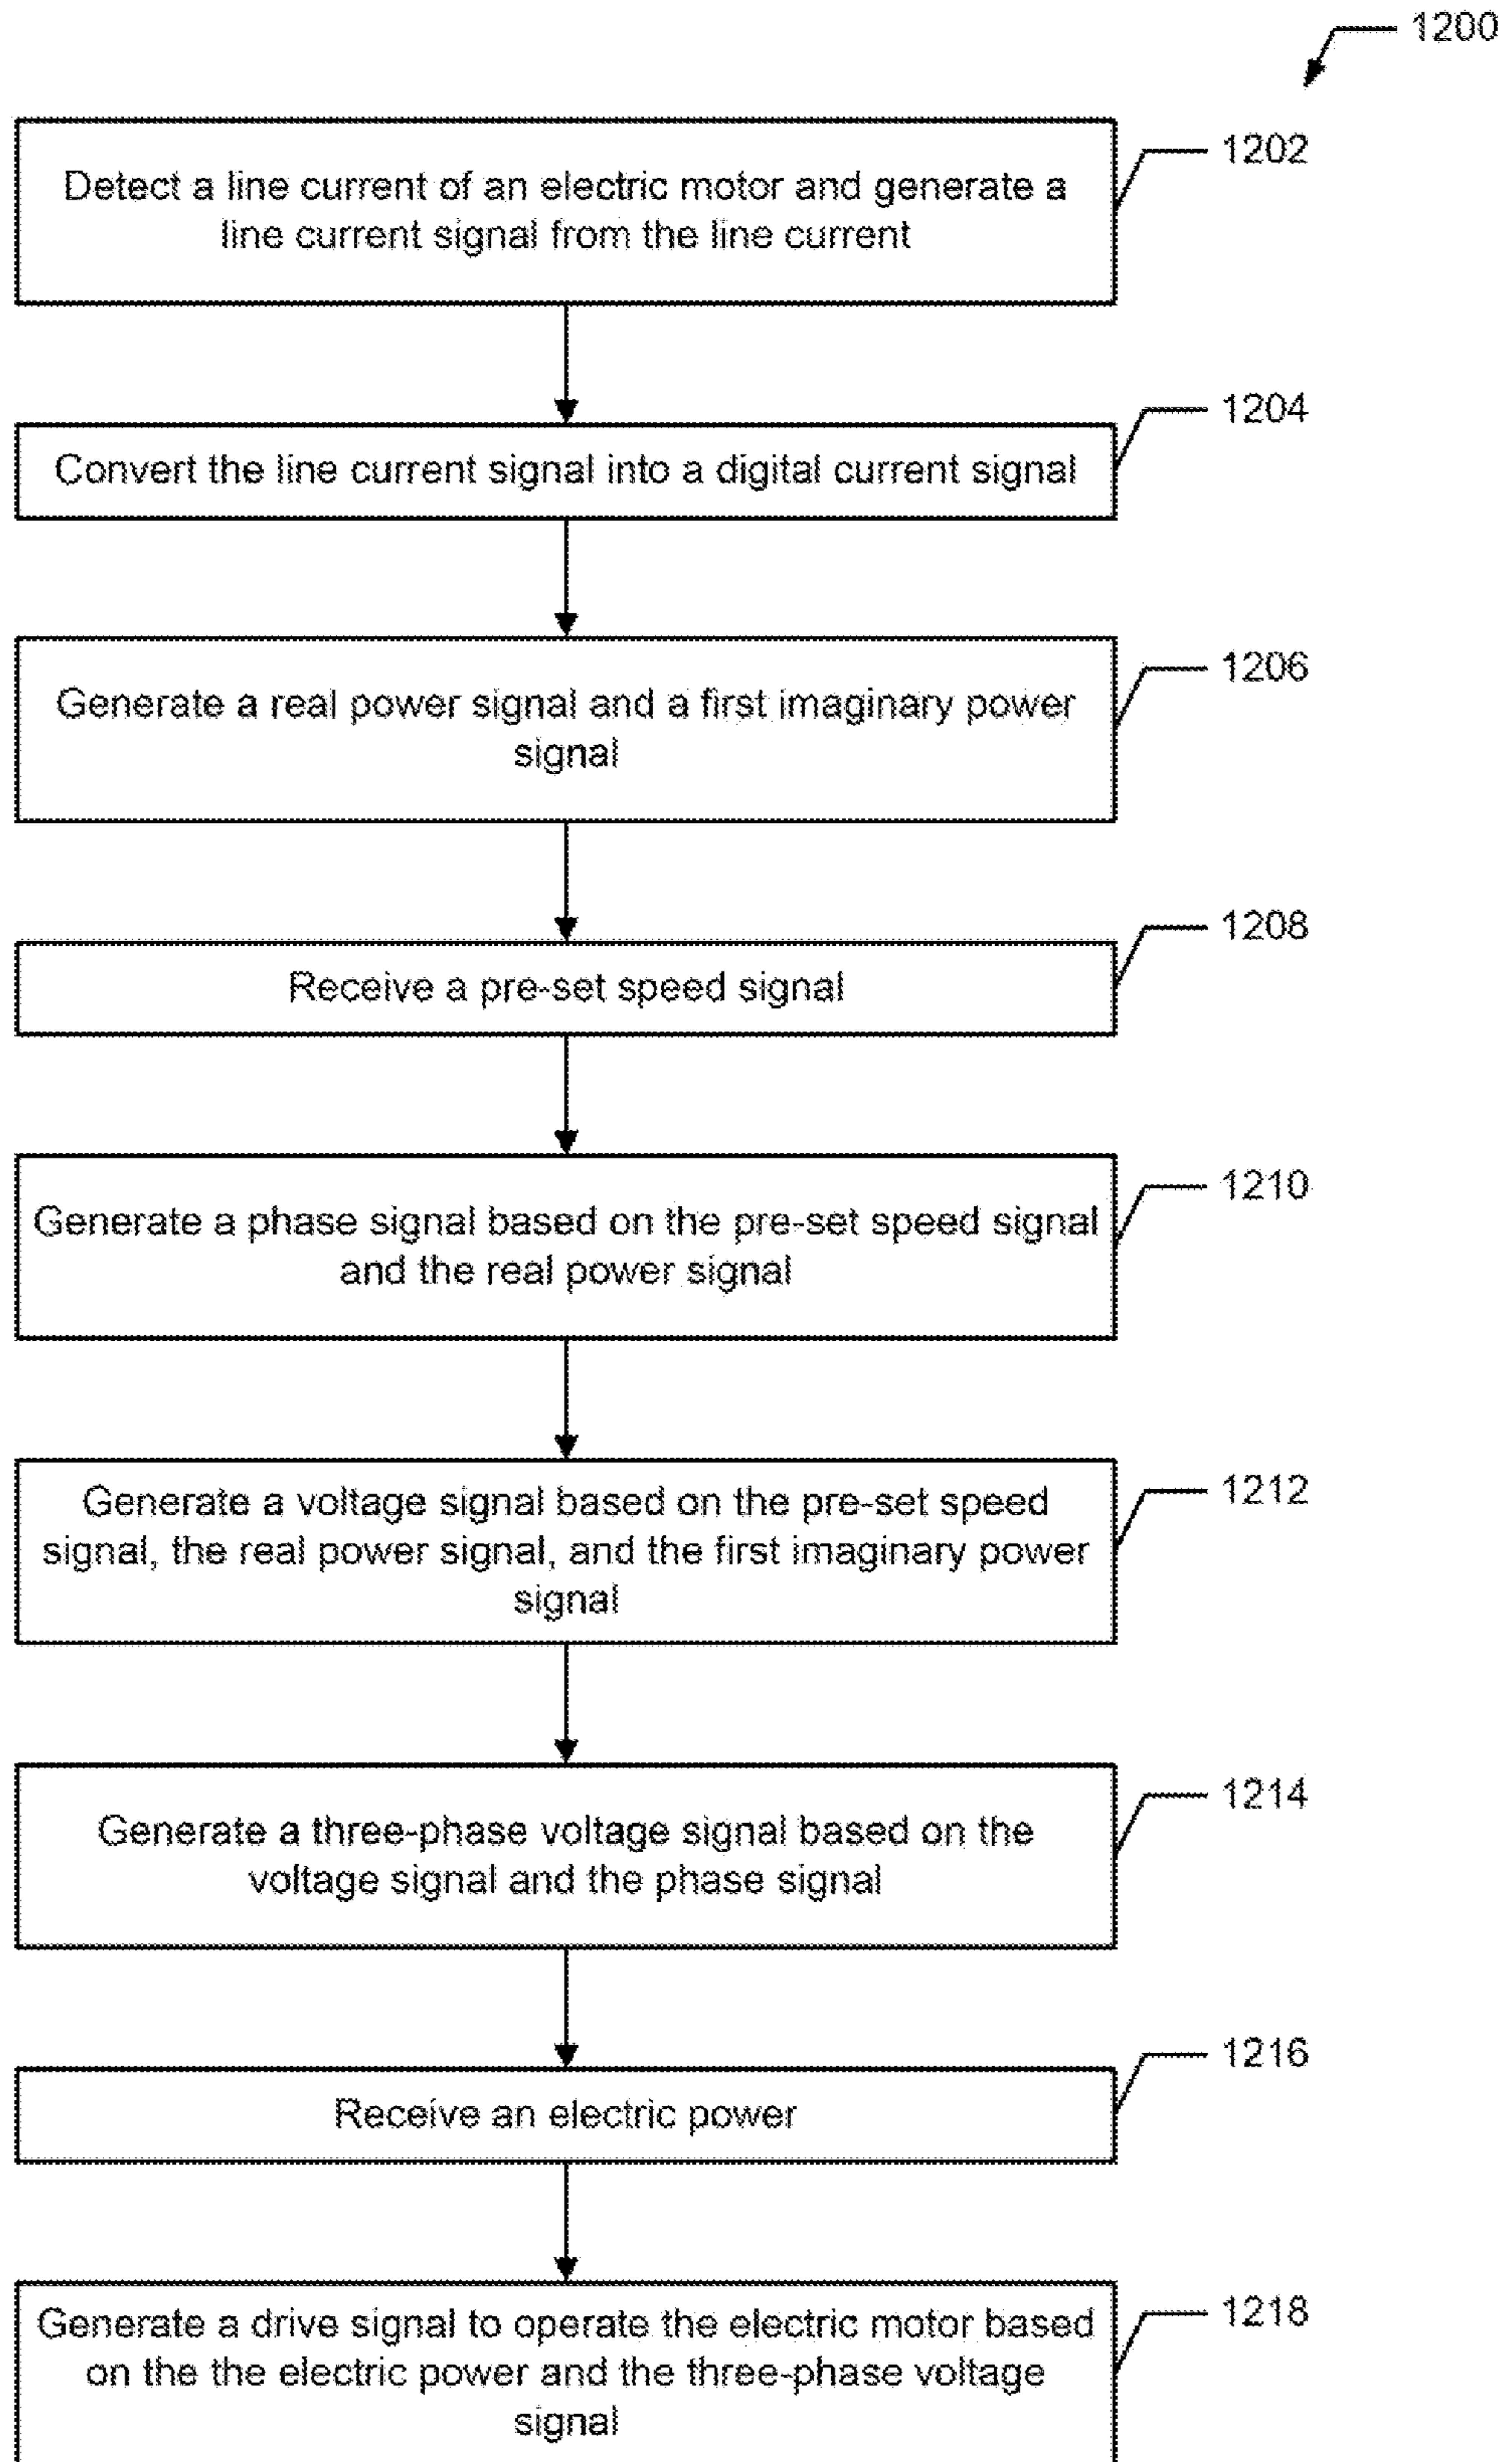 1200
1202
Detect a line current of an electric motor and generate a
line current signal from the line current
1204
Convert the line current signal into a digital current signal
1206
Generate a real power signal and a first imaginary power
signal
1208
Receive a pre-set speed signal
1210
Generate a phase signal based on the pre-set speed signal
and the real power signal
1212
Generate a voltage signal based on the pre-set speed
signal, the real power signal, and the first imaginary power
signal
1214
Generate a three-phase voltage signal based on the
voltage signal and the phase signal
1216
Receive an electric power
1218
Generate a drive signal to operate the electric motor based
on the the electric power and the three-phase voltage
signal